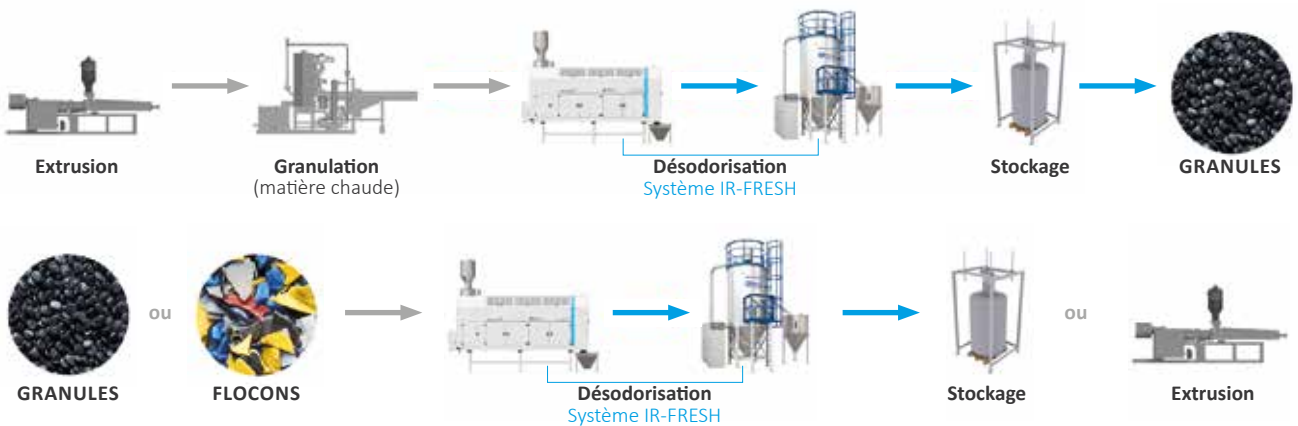 Extrusion
Granulation
(matière chaude)
Désodorisation
Système IR-FRESH
Stockage
GRANULES
ou
ou
GRANULES
FLOCONS
Désodorisation
Système IR-FRESH
Stockage
Extrusion